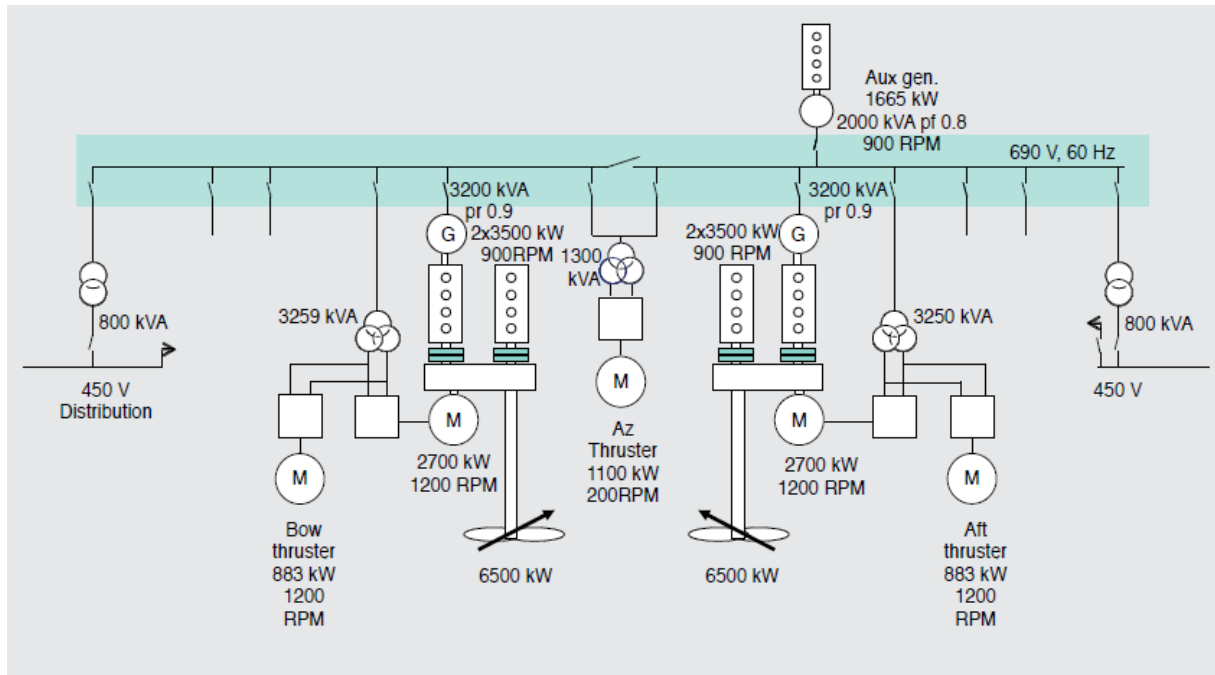 Aux gen.
1665 kW
2000 kVA pf 0.8
900 RPM
690 V, 60 Hz
3200 kVA
pr 0.9
G
2x3500 kW
900RPM
1300
kVA
3200 kVA
pr 0.9
2x3500 kW
900 RPM
G
800 kVA
3259 kVA
3250 kVA
800 kVA
450 V
Distribution
450 V
M
M
Az
Thruster
1100 kW
200RPM
M
2700 kW
1200 RPM
2700 kW
1200 RPM
M
Bow
thruster
883 kW
1200
RPM
M
Aft
thruster
883 kW
1200
RPM
6500 kW
6500 kW